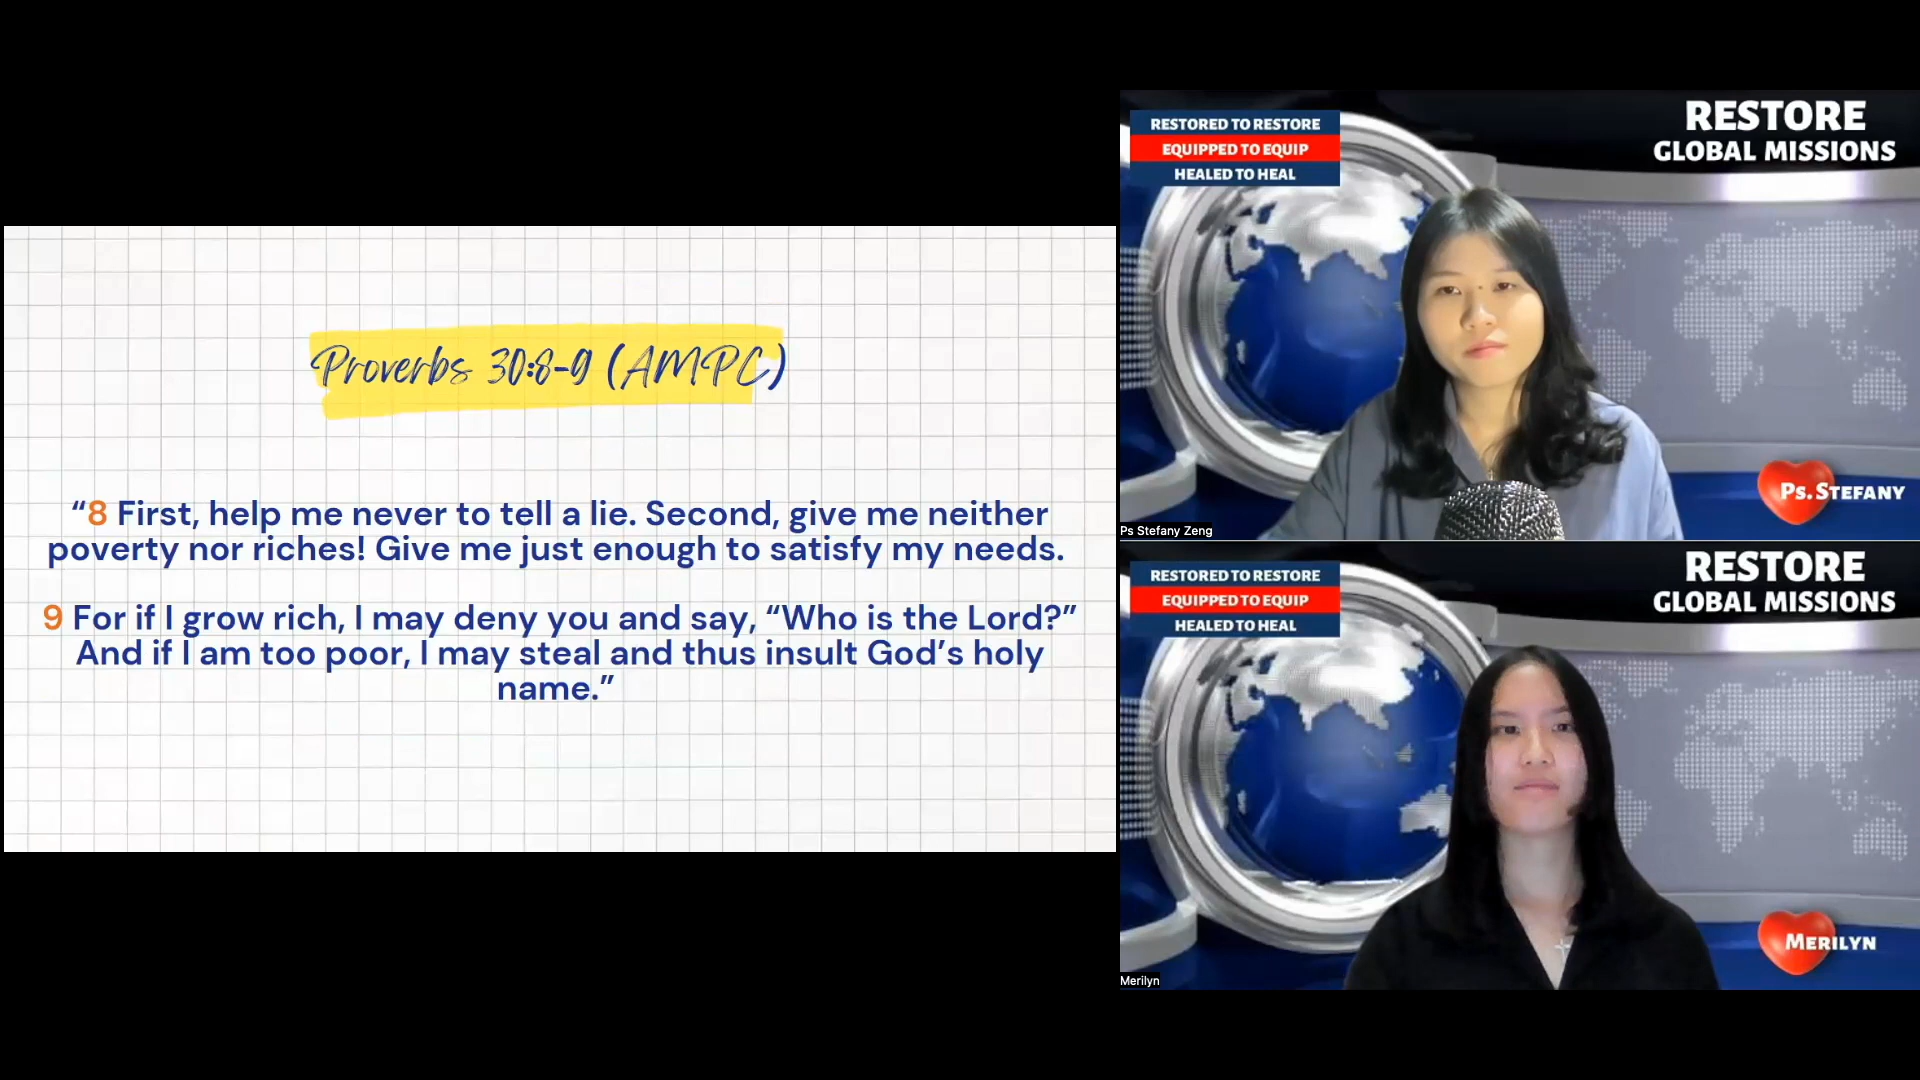 Proverbs 30:8-9 (AMPC)
“8 First, help me never to tell a lie. Second, give me neither
poverty nor riches! Give me just enough to satisfy my needs.
9 For if I grow rich, I may deny you and say, “Who is the Lord?”
And if I am too poor, I may steal and thus insult God’s holy
name.”
RESTORED TO RESTORE
EQUIPPED TO EQUIP
HEALED TO HEAL
RESTORE
GLOBAL MISSIONS
Ps. Stefany
Ps Stefany Zeng
RESTORED TO RESTORE
EQUIPPED TO EQUIP
HEALED TO HEAL
RESTORE
GLOBAL MISSIONS
Merilyn
Merilyn